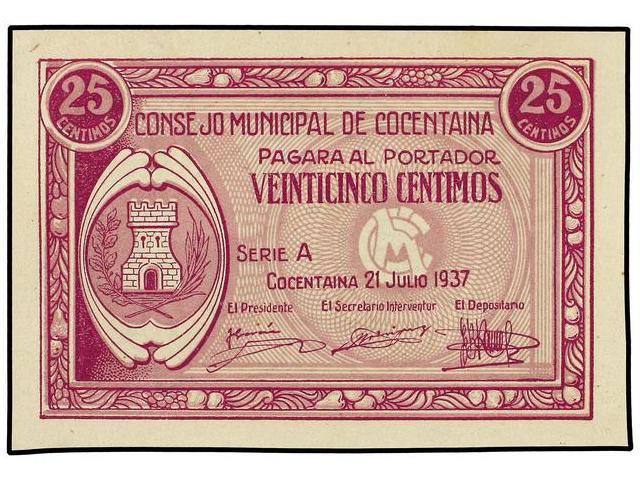 25 CENTIMOS
25 CENTIMOS
CONSEJO MUNICIPAL DE COCENTAINA
PAGARA AL PORTADOR
VEINTICINCO CENTIMOS
CMC
SERIE A
COCENTAINA 21 JULIO 1937
El Presidente El Secretario Interventor El Depositario